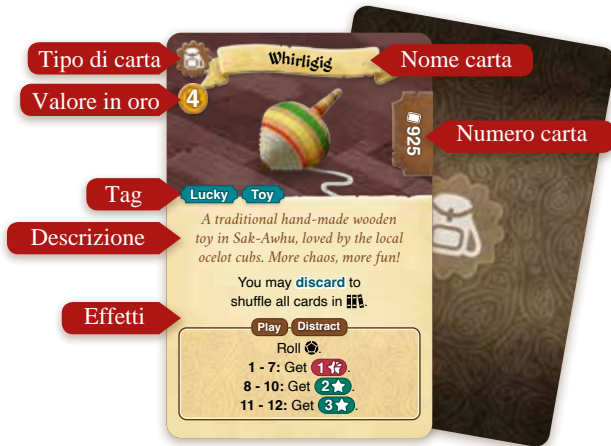 Tipo di carta
Whirligig
Nome carta
Valore in oro
4
925
Numero carta
Tag
Lucky Toy
Descrizione
A traditional hand-made wooden
toy in Sak-Awhu, loved by the local
ocelot cubs. More chaos, more fun!
You may discard to
shuffle all cards in .
Effetti
Play Distract
Roll .
1 - 7: Get 1 .
8 - 10: Get 2 .
11 - 12: Get 3 .